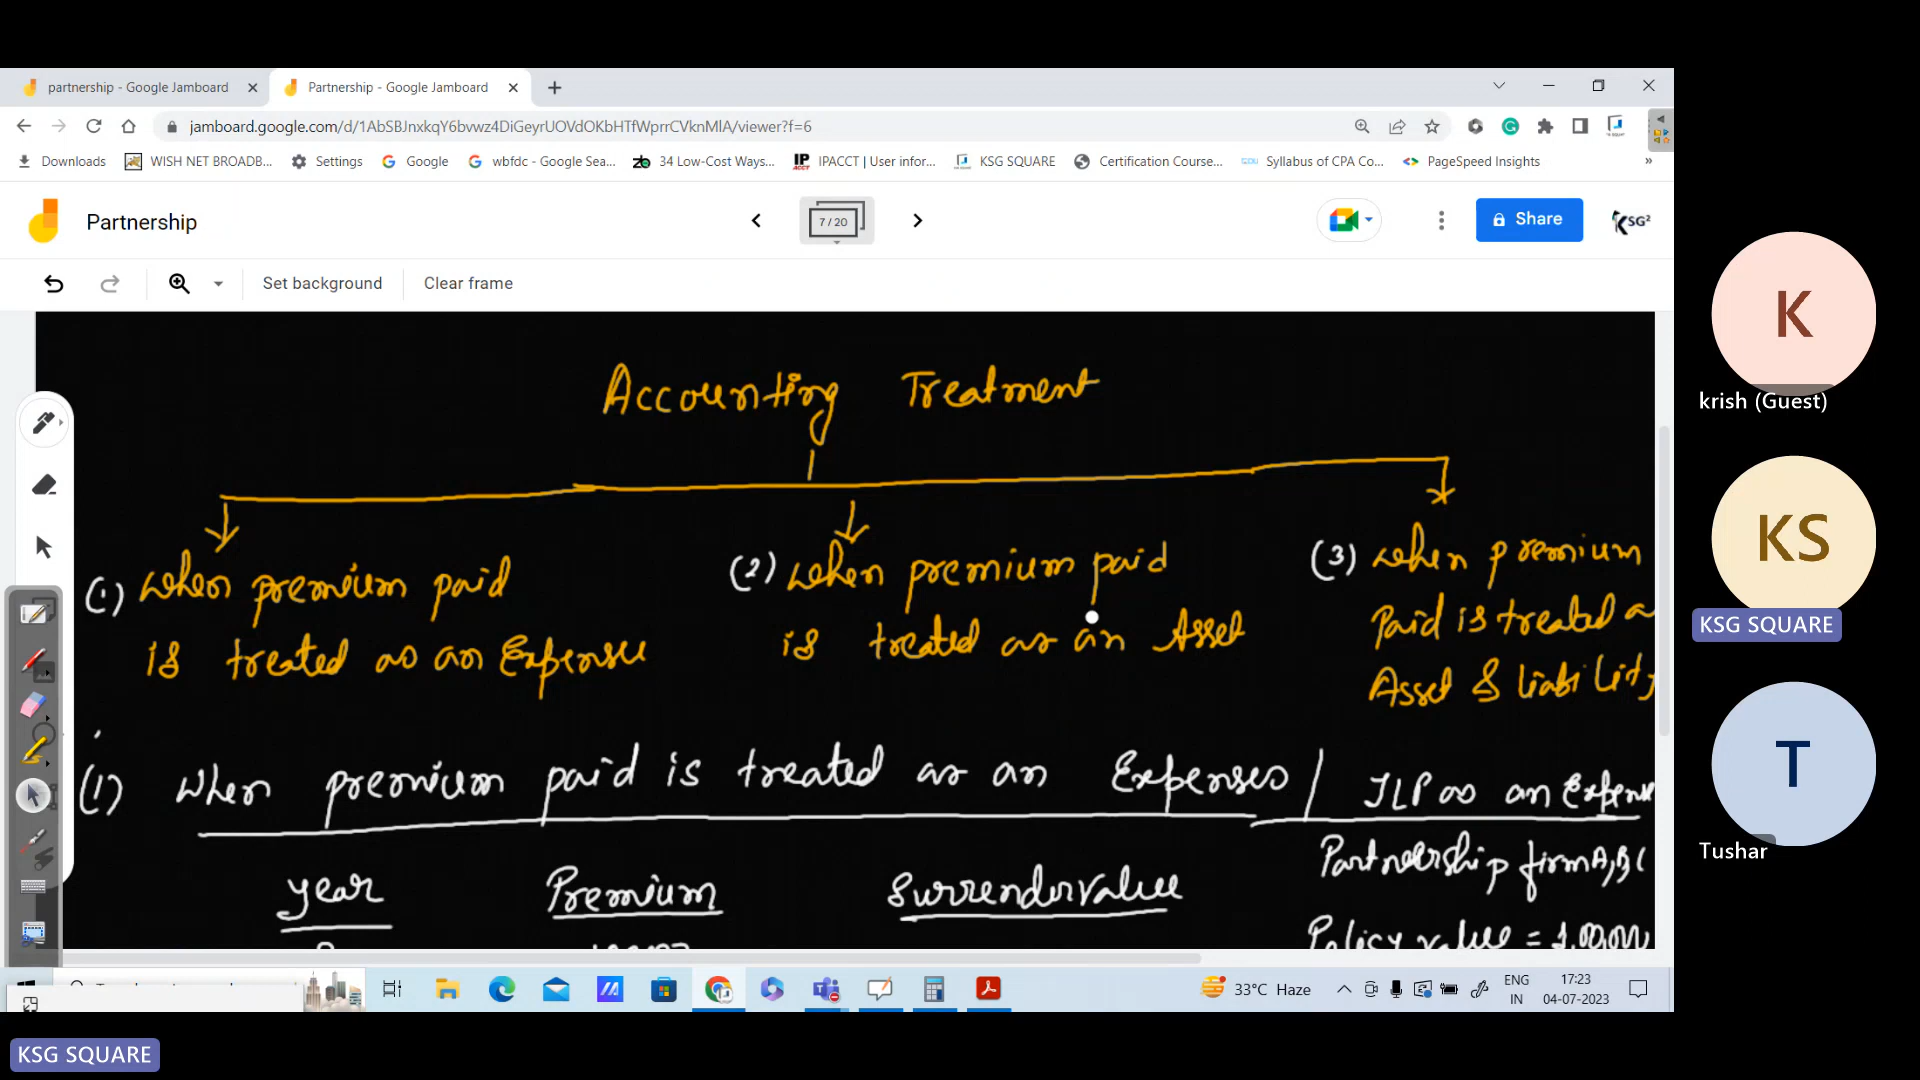 partnership - Google Jamboard
Partnership - Google Jamboard
jamboard.google.com/d/1AbSBJnxkqY6bvwz4DiGeyrUOVdOKbHTfWprrCVknMlA/viewer?f=6
Downloads
WISH NET BROADB...
Settings
Google
wbfdc - Google Sea...
34 Low-Cost Ways...
IPACCT | User infor...
KSG SQUARE
Certification Course...
Syllabus of CPA Co...
PageSpeed Insights
Partnership
7 / 20
Share
KSG²
Set background
Clear frame
Accounting Treatment
(1) When premium paid
is treated as an Expense
(2) When premium paid
is treated as an Asset
(3) When premium
Paid is treated a
Asset & liability
(1) When premium paid is treated as an Expenses / JLP as an Expense
Partnership firm A,B,C
Year Premium Surrender value
Policy value = 1,00,000
33°C Haze
ENG
IN
17:23
04-07-2023
K
krish (Guest)
KS
KSG SQUARE
T
Tushar
KSG SQUARE